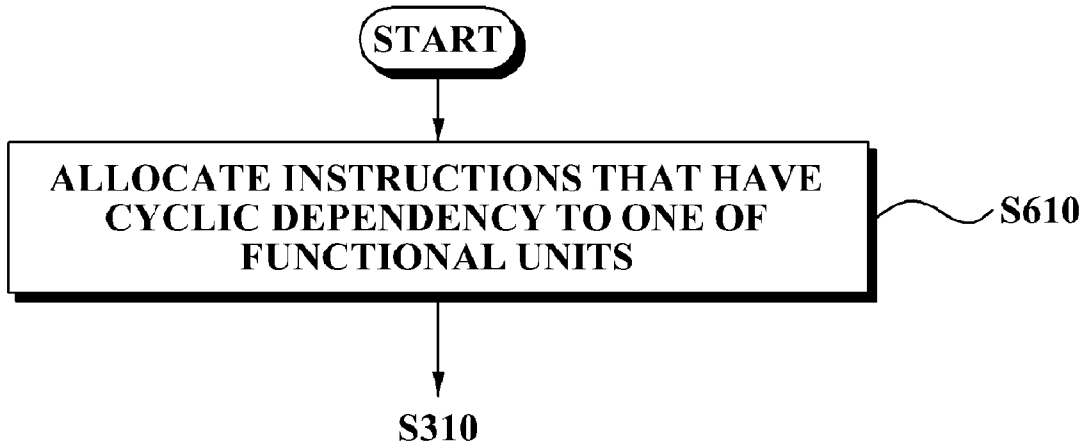 START
ALLOCATE INSTRUCTIONS THAT HAVE
CYCLIC DEPENDENCY TO ONE OF
FUNCTIONAL UNITS
S610
S310